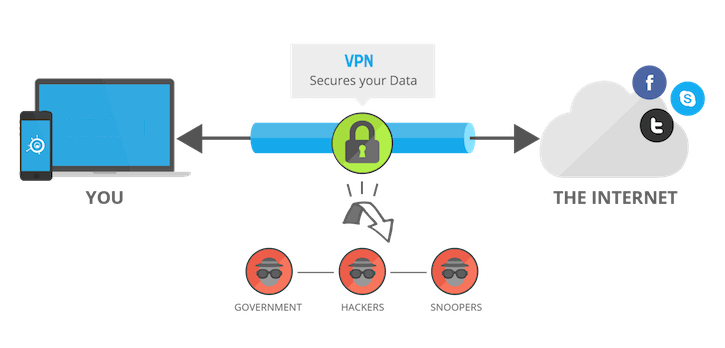 VPN
Secures your Data
YOU
THE INTERNET
GOVERNMENT
HACKERS
SNOOPERS